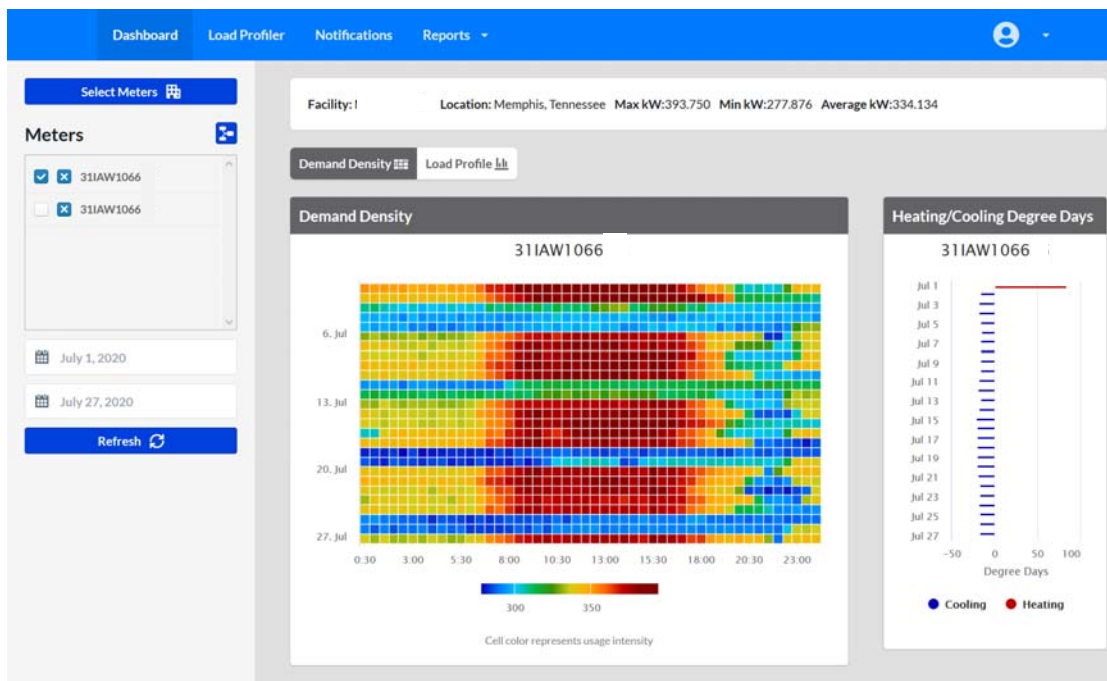 Dashboard Load Profiler Notifications Reports
Select Meters
Meters
31IAW1066
31IAW1066
July 1, 2020
July 27, 2020
Refresh
Facility: Location: Memphis, Tennessee Max kW:393.750 Min kW:277.876 Average kW:334.134
Demand Density Load Profile
Demand Density
31IAW1066
6. Jul
13. Jul
20. Jul
27. Jul
0:30 3:00 5:30 8:00 10:30 13:00 15:30 18:00 20:30 23:00
300 350
Cell color represents usage intensity
Heating/Cooling Degree Days
31IAW1066
Jul 1
Jul 3
Jul 5
Jul 7
Jul 9
Jul 11
Jul 13
Jul 15
Jul 17
Jul 19
Jul 21
Jul 23
Jul 25
Jul 27
-50 0 50 100
Degree Days
Cooling Heating